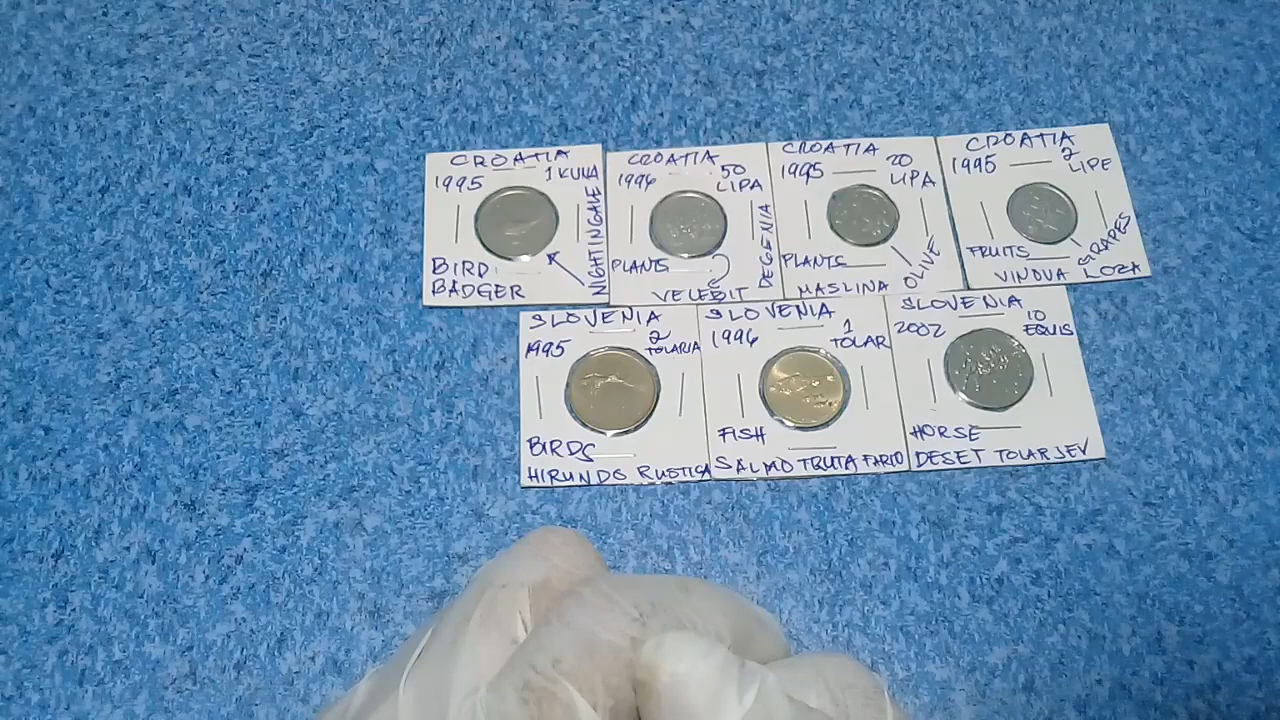 CROATIA
1995 1 KUNA
NIGHTINGALE
BIRD
BADGER
CROATIA
1996 50
LIPA
DEGENIA
PLANTS
VELEBIT
CROATIA
1995 20
LIPA
PLANTS
OLIVE
MASLINA
CROATIA
1995 2
LIPE
FRUITS GRAPES
VINOVA LOZA
SLOVENIA
1995 2
TOLARJA
BIRDS
HIRUNDO RUSTICA
SLOVENIA
1996 1
TOLAR
FISH
SALMO TRUTA FARIO
SLOVENIA
2002 10
EQUIS
HORSE
DESET TOLARJEV